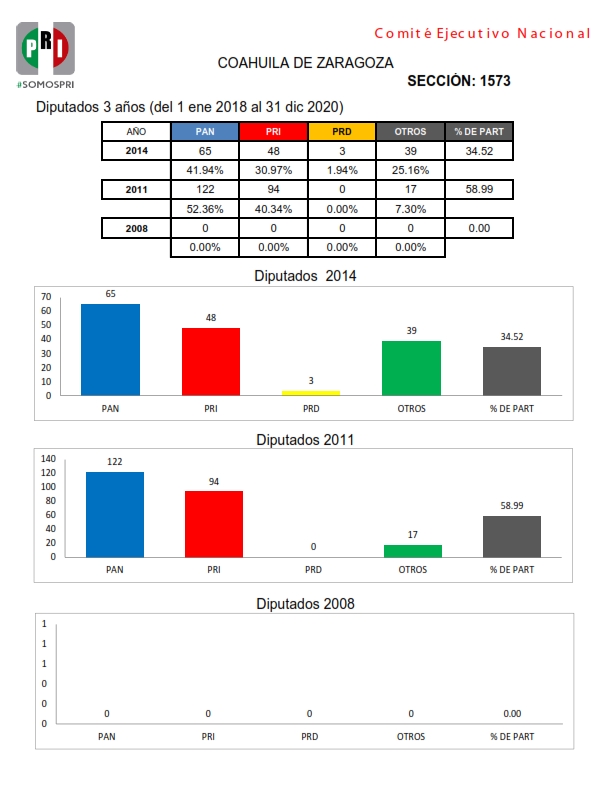 PRI
#SOMOSPRI
Comité Ejecutivo Nacional
COAHUILA DE ZARAGOZA
SECCIÓN: 1573
Diputados 3 años (del 1 ene 2018 al 31 dic 2020)
AÑO PAN PRI PRD OTROS % DE PART
2014 65 48 3 39 34.52
41.94% 30.97% 1.94% 25.16%
2011 122 94 0 17 58.99
52.36% 40.34% 0.00% 7.30%
2008 0 0 0 0 0.00
0.00% 0.00% 0.00% 0.00%
Diputados 2014
70
60
50
40
30
20
10
0
65
48
3
39
34.52
PAN PRI PRD OTROS % DE PART
Diputados 2011
140
120
100
80
60
40
20
0
122
94
0
17
58.99
PAN PRI PRD OTROS % DE PART
Diputados 2008
1
1
1
0
0
0
0 0 0 0 0.00
PAN PRI PRD OTROS % DE PART